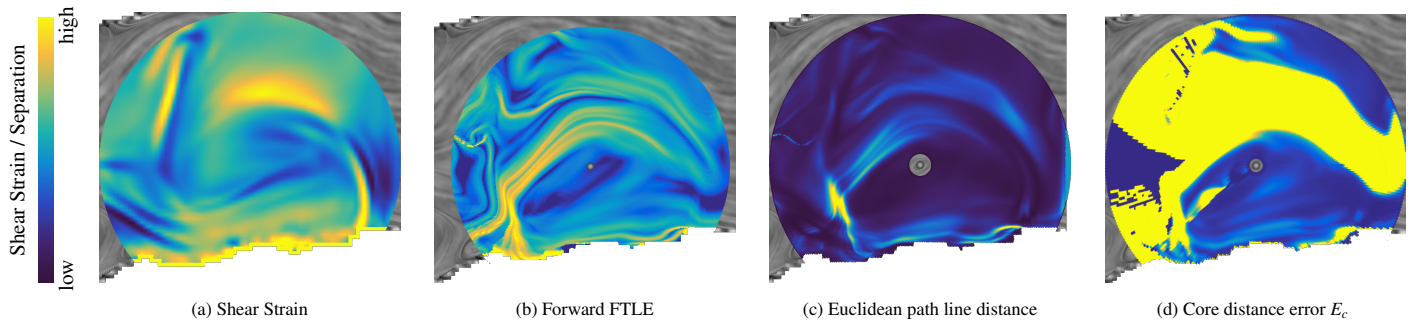 Shear Strain / Separation
high
low
(a) Shear Strain
(b) Forward FTLE
(c) Euclidean path line distance
(d) Core distance error E_c